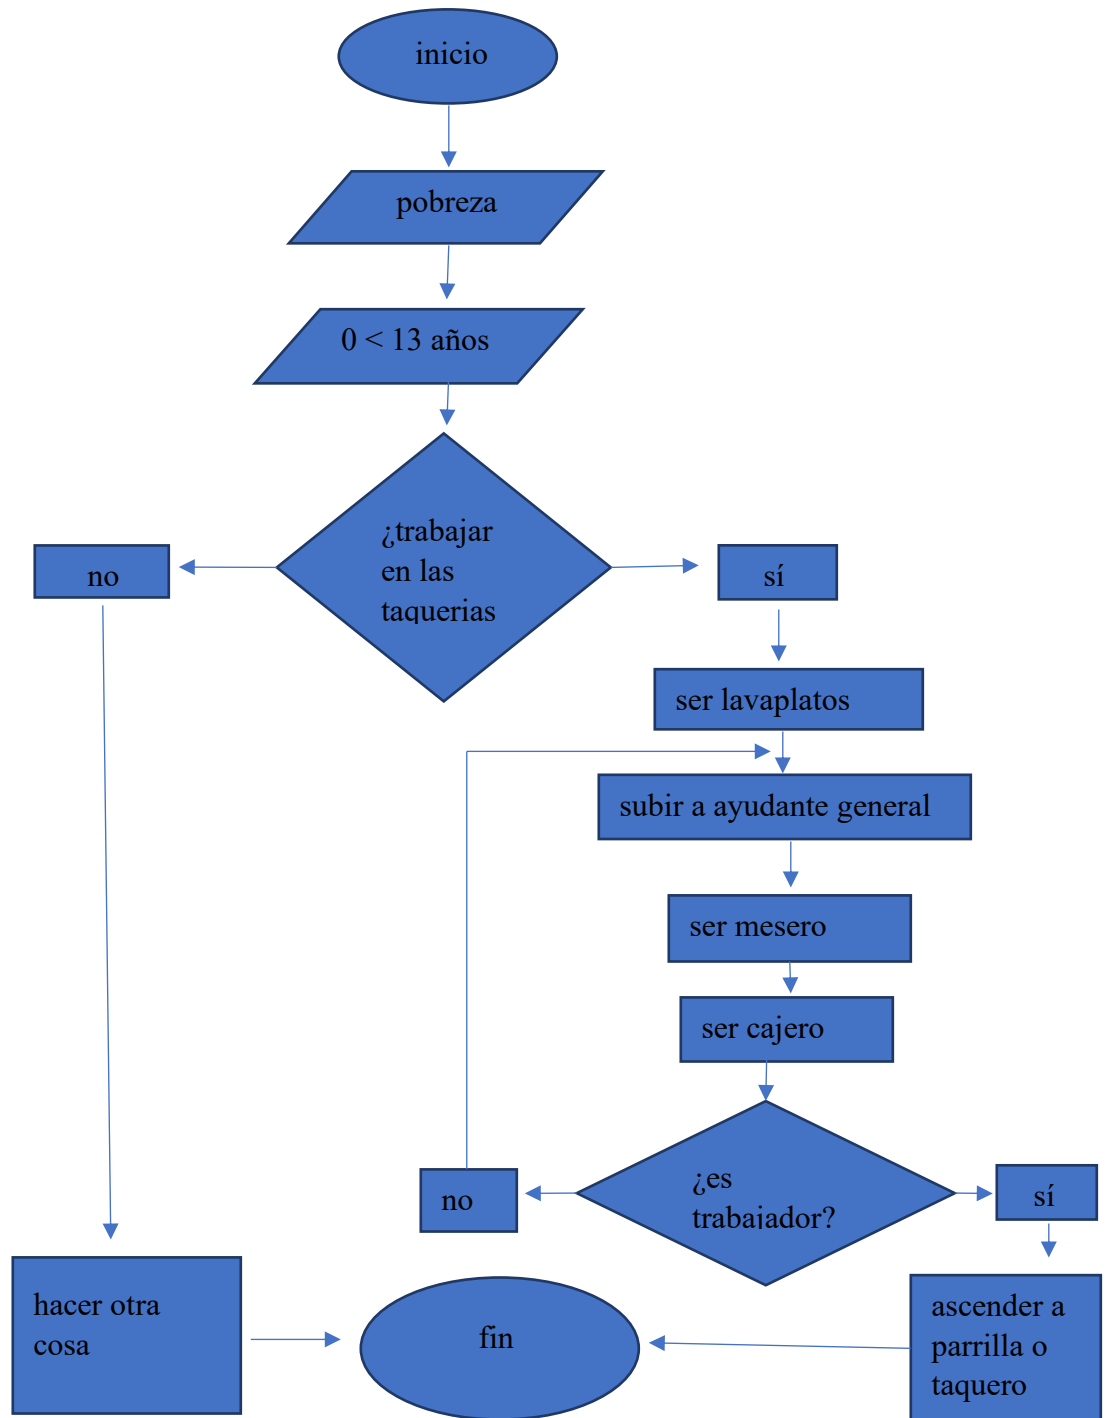 inicio
pobreza
0 < 13 años
¿trabajar
en las
taquerias
no
sí
ser lavaplatos
subir a ayudante general
ser mesero
ser cajero
¿es
trabajador?
no
sí
hacer otra
cosa
fin
ascender a
parrilla o
taquero